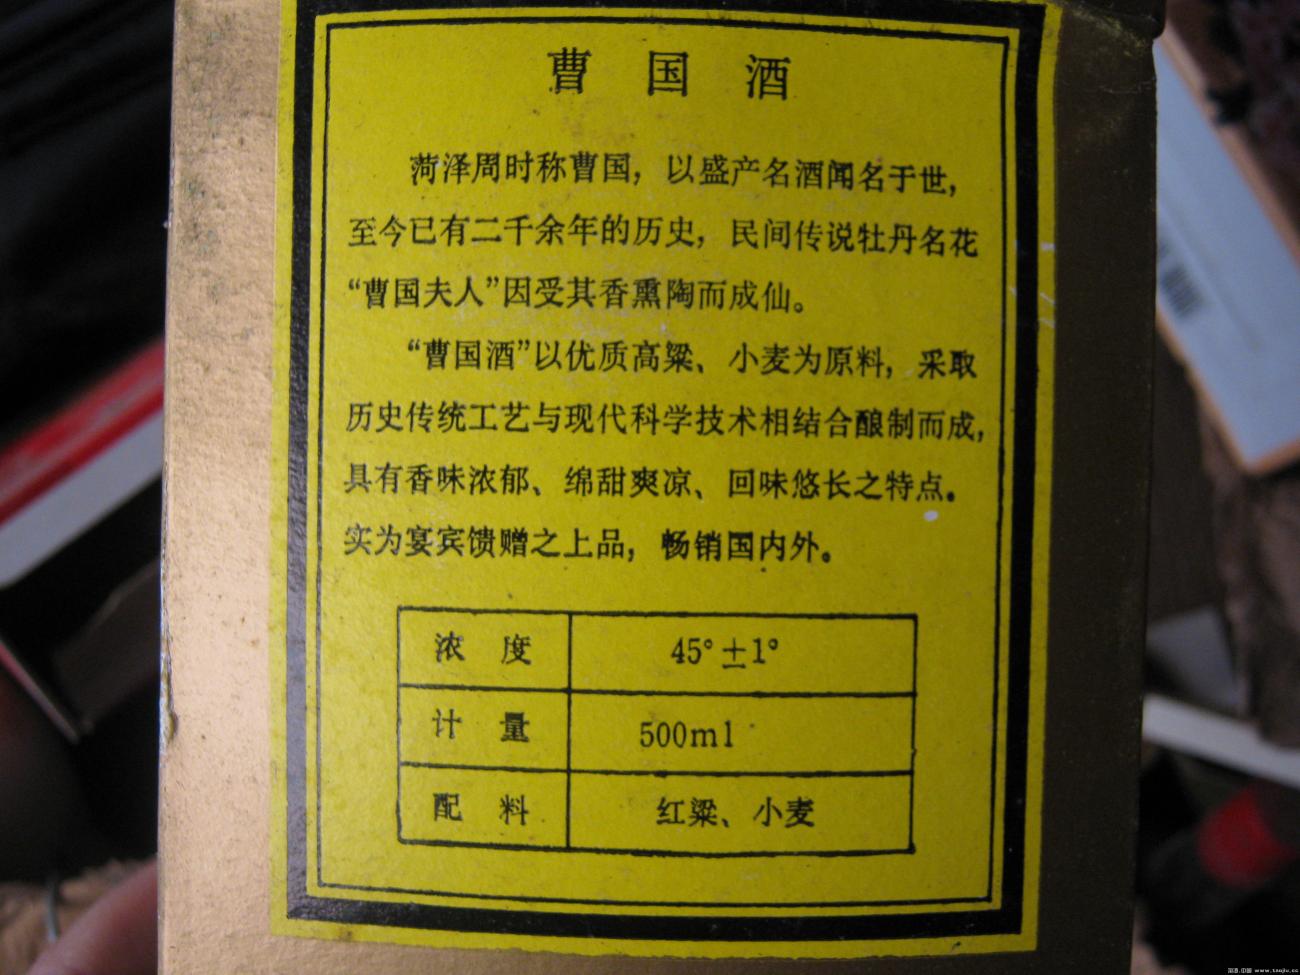 曹国酒
菏泽周时称曹国，以盛产名酒闻名于世，
至今已有二千余年的历史，民间传说牡丹名花
“曹国夫人”因受其香熏陶而成仙。
“曹国酒”以优质高粱、小麦为原料，采取
历史传统工艺与现代科学技术相结合酿制而成，
具有香味浓郁、绵甜爽凉、回味悠长之特点。
实为宴宾馈赠之上品，畅销国内外。
浓度 45°±1°
计量 500ml
配料 红粱、小麦
www.taojiu.cc